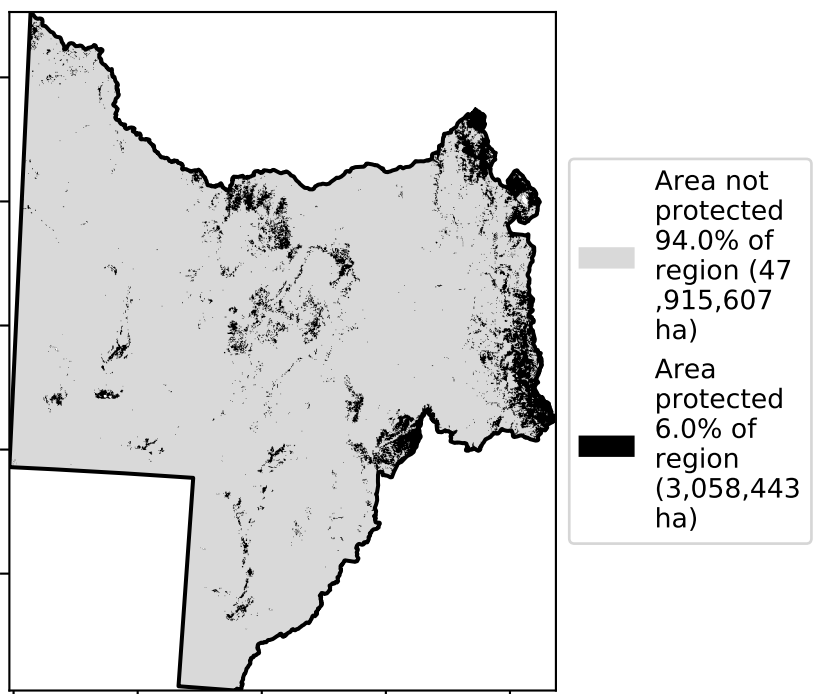 Area not
protected
94.0% of
region (47
,915,607
ha)
Area
protected
6.0% of
region
(3,058,443
ha)